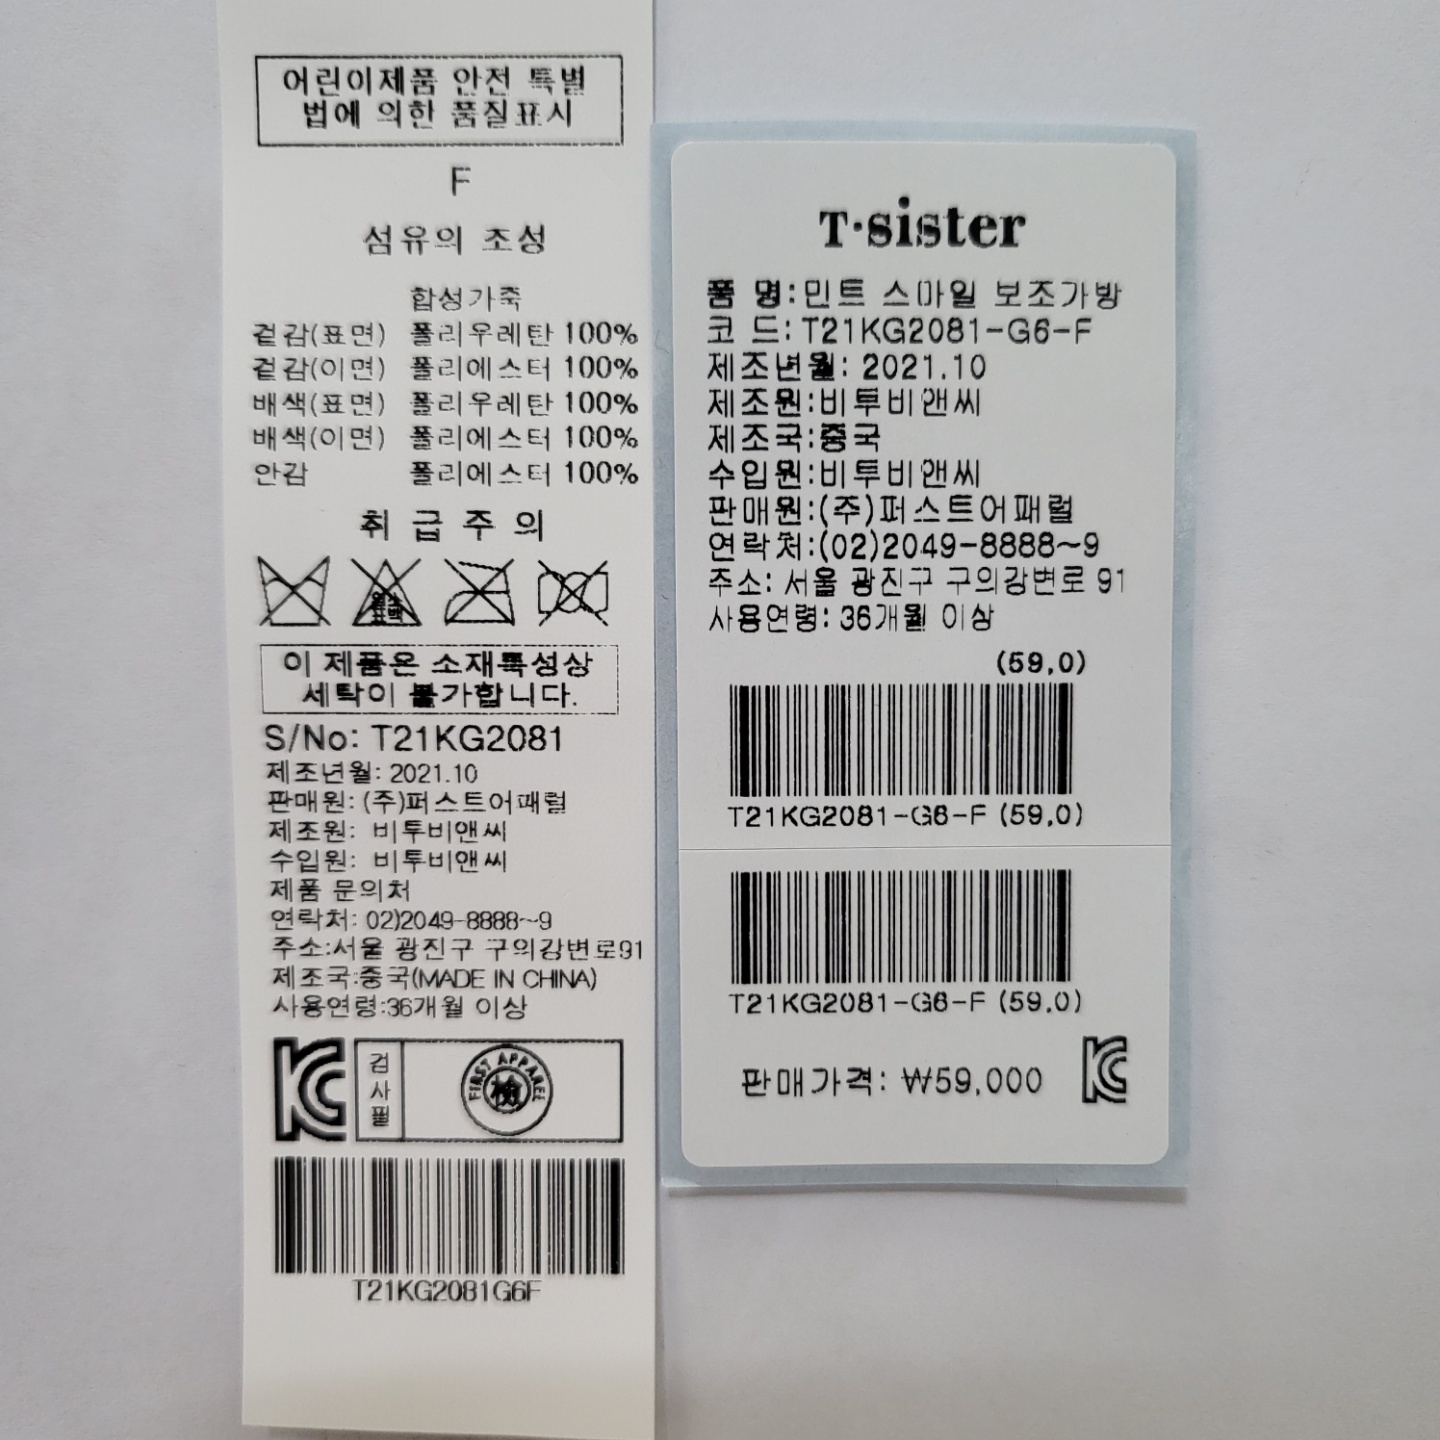 어린이제품 안전 특별
법에 의한 품질표시
F
섬유의 조성
합성가죽
겉감(표면) 폴리우레탄 100%
겉감(이면) 폴리에스터 100%
배색(표면) 폴리우레탄 100%
배색(이면) 폴리에스터 100%
안감 폴리에스터 100%
취급주의
이 제품은 소재특성상
세탁이 불가합니다.
S/No: T21KG2081
제조년월: 2021.10
판매원: (주)퍼스트어패럴
제조원: 비투비앤씨
수입원: 비투비앤씨
제품 문의처
연락처: 02)2049-8888~9
주소:서울 광진구 구의강변로91
제조국:중국(MADE IN CHINA)
사용연령:36개월 이상
KC
검사필
FIRST APPAREL
檢
T21KG2081G6F
T·sister
품 명:민트 스마일 보조가방
코 드: T21KG2081-G6-F
제조년월: 2021.10
제조원:비투비앤씨
제조국:중국
수입원:비투비앤씨
판매원:(주)퍼스트어패럴
연락처:(02)2049-8888~9
주소: 서울 광진구 구의강변로 91
사용연령: 36개월 이상
(59.0)
T21KG2081-G6-F (59.0)
T21KG2081-G6-F (59.0)
판매가격: ₩59,000
KC